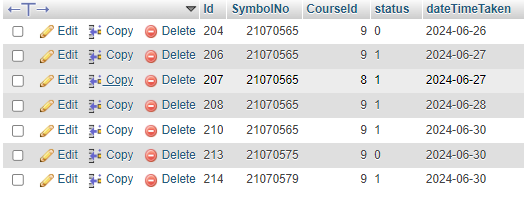 ←T→ Id SymbolNo CourseId status dateTimeTaken
Edit Copy Delete 204 21070565 9 0 2024-06-26
Edit Copy Delete 206 21070565 9 1 2024-06-27
Edit Copy Delete 207 21070565 8 1 2024-06-27
Edit Copy Delete 208 21070565 9 1 2024-06-28
Edit Copy Delete 210 21070565 9 1 2024-06-30
Edit Copy Delete 213 21070575 9 0 2024-06-30
Edit Copy Delete 214 21070579 9 1 2024-06-30